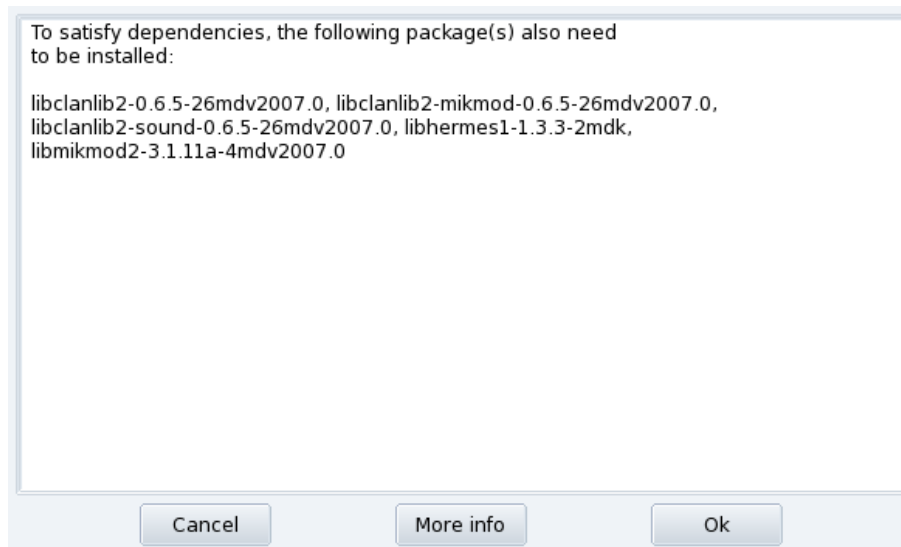 To satisfy dependencies, the following package(s) also need
to be installed:
libclanlib2-0.6.5-26mdv2007.0, libclanlib2-mikmod-0.6.5-26mdv2007.0,
libclanlib2-sound-0.6.5-26mdv2007.0, libhermes1-1.3.3-2mdk,
libmikmod2-3.1.11a-4mdv2007.0
Cancel
More info
Ok